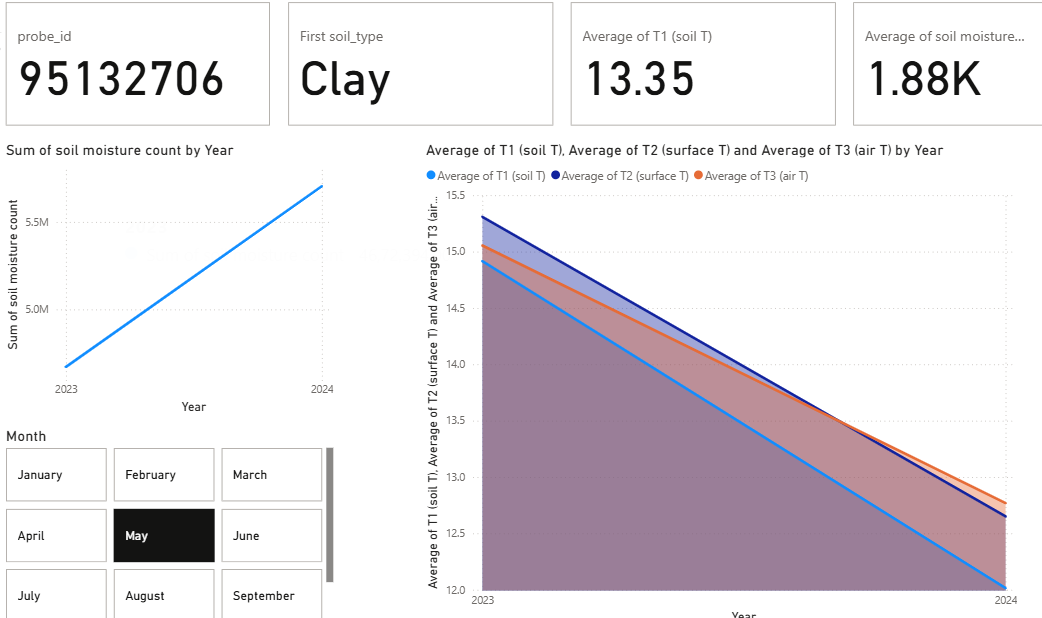 probe_id
95132706
First soil_type
Clay
Average of T1 (soil T)
13.35
Average of soil moisture...
1.88K
Sum of soil moisture count by Year
Sum of soil moisture count
5.5M
5.0M
2023
2024
Year
Average of T1 (soil T), Average of T2 (surface T) and Average of T3 (air T) by Year
Average of T1 (soil T)
Average of T2 (surface T)
Average of T3 (air T)
Average of T1 (soil T), Average of T2 (surface T) and Average of T3 (air...
15.5
15.0
14.5
14.0
13.5
13.0
12.5
12.0
2023
2024
Year
Month
January
February
March
April
May
June
July
August
September